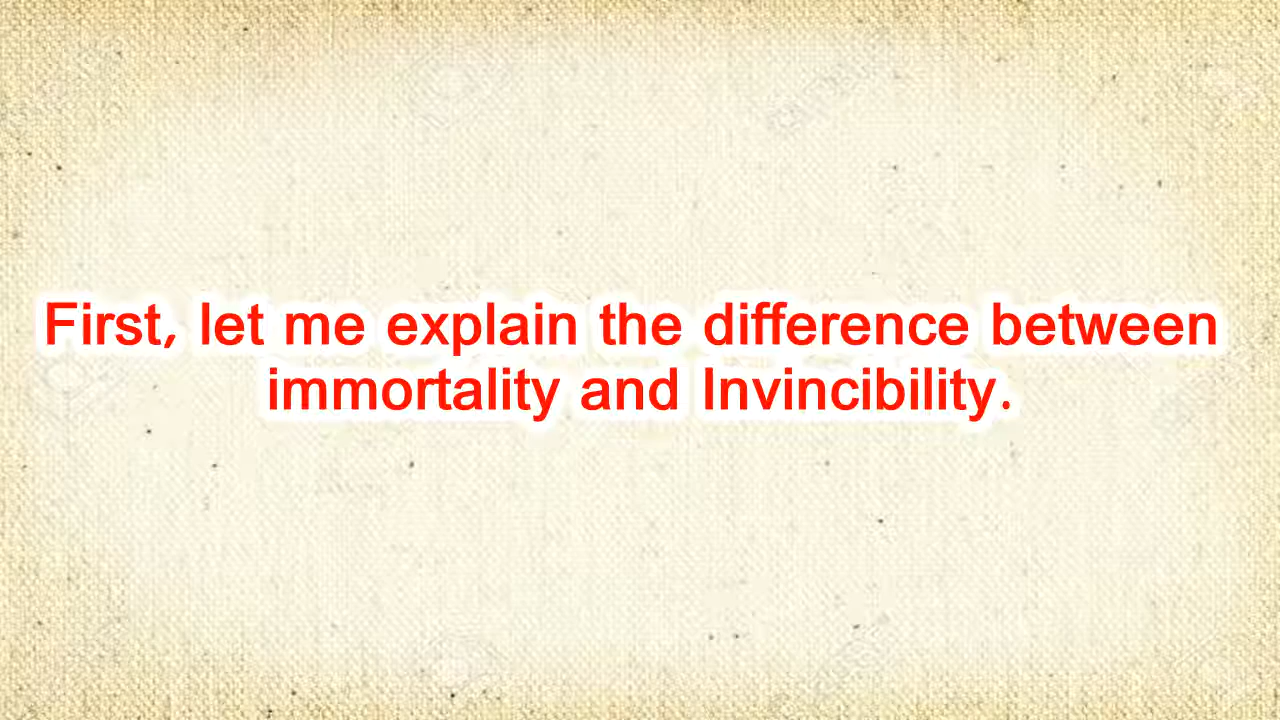 First, let me explain the difference between
immortality and Invincibility.